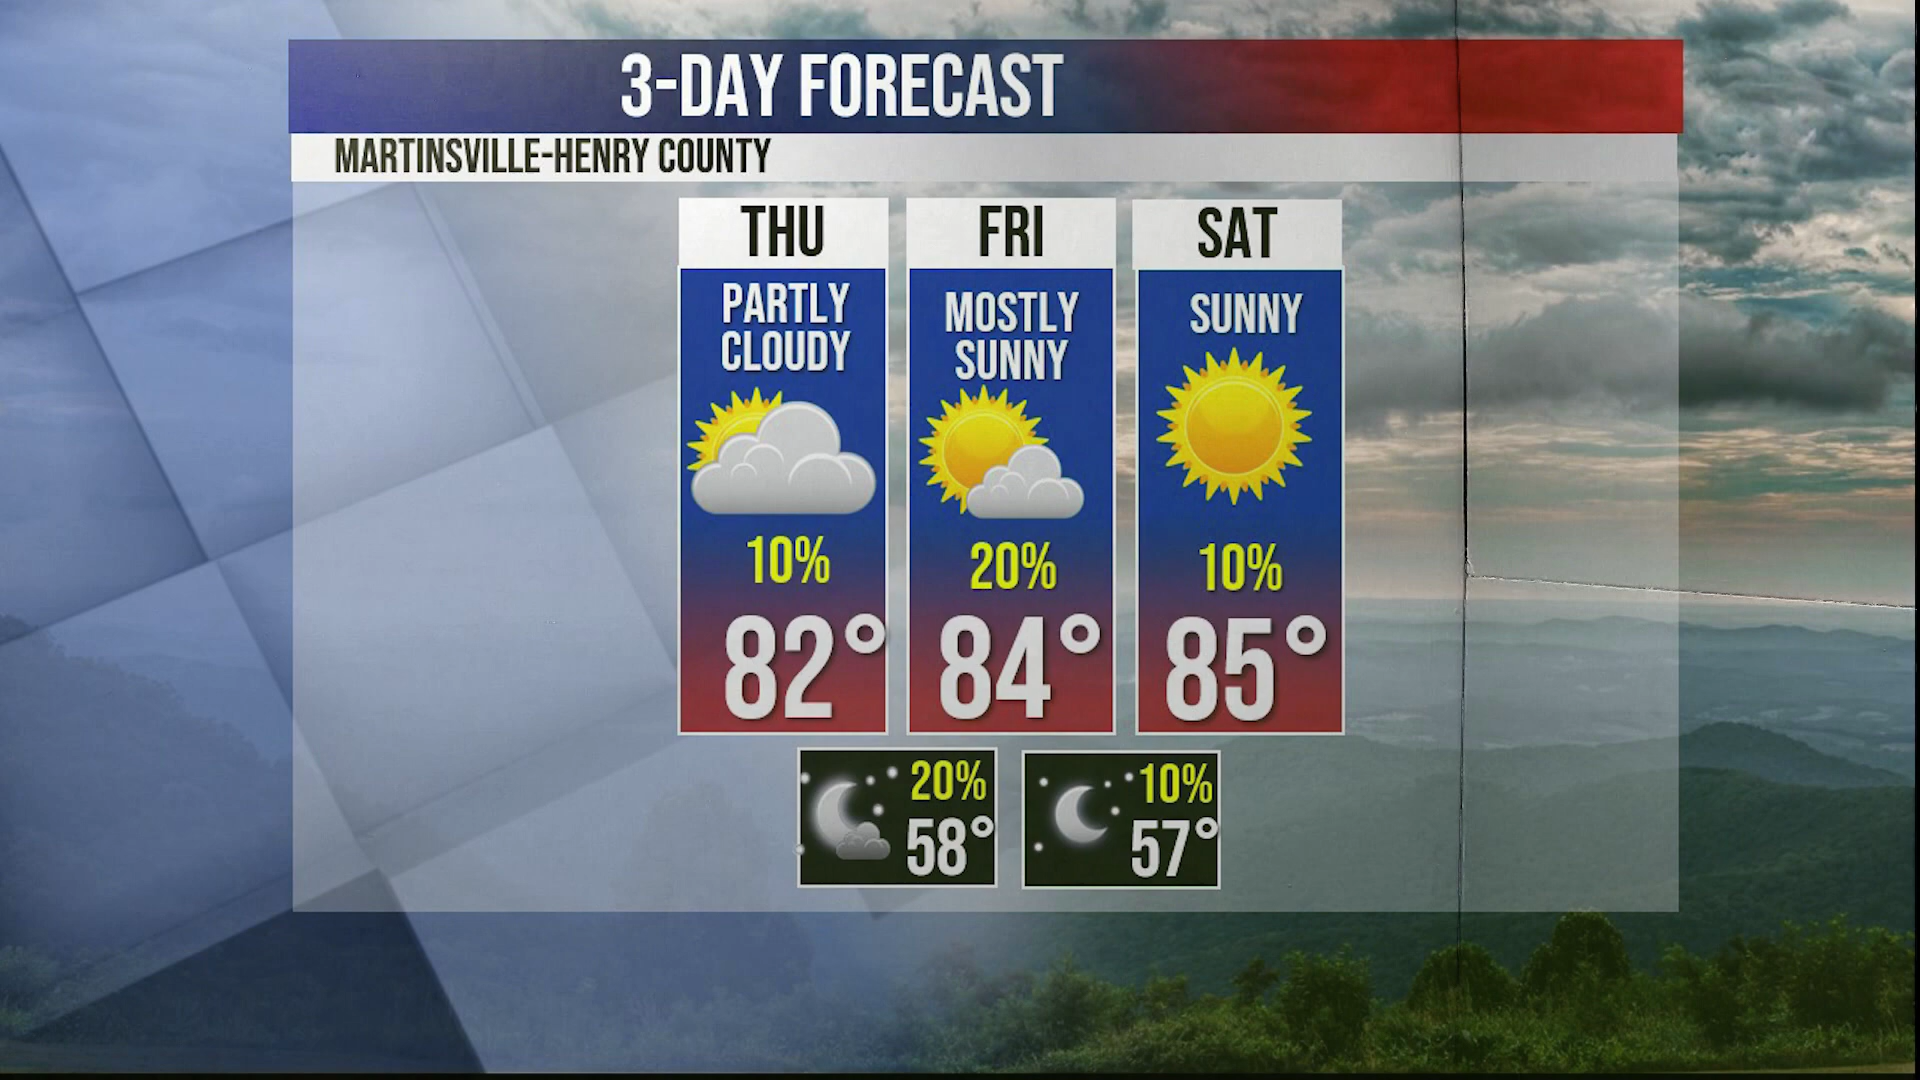 3-DAY FORECAST
MARTINSVILLE-HENRY COUNTY
THU
PARTLY
CLOUDY
10%
82°
FRI
MOSTLY
SUNNY
20%
84°
SAT
SUNNY
10%
85°
20%
58°
10%
57°